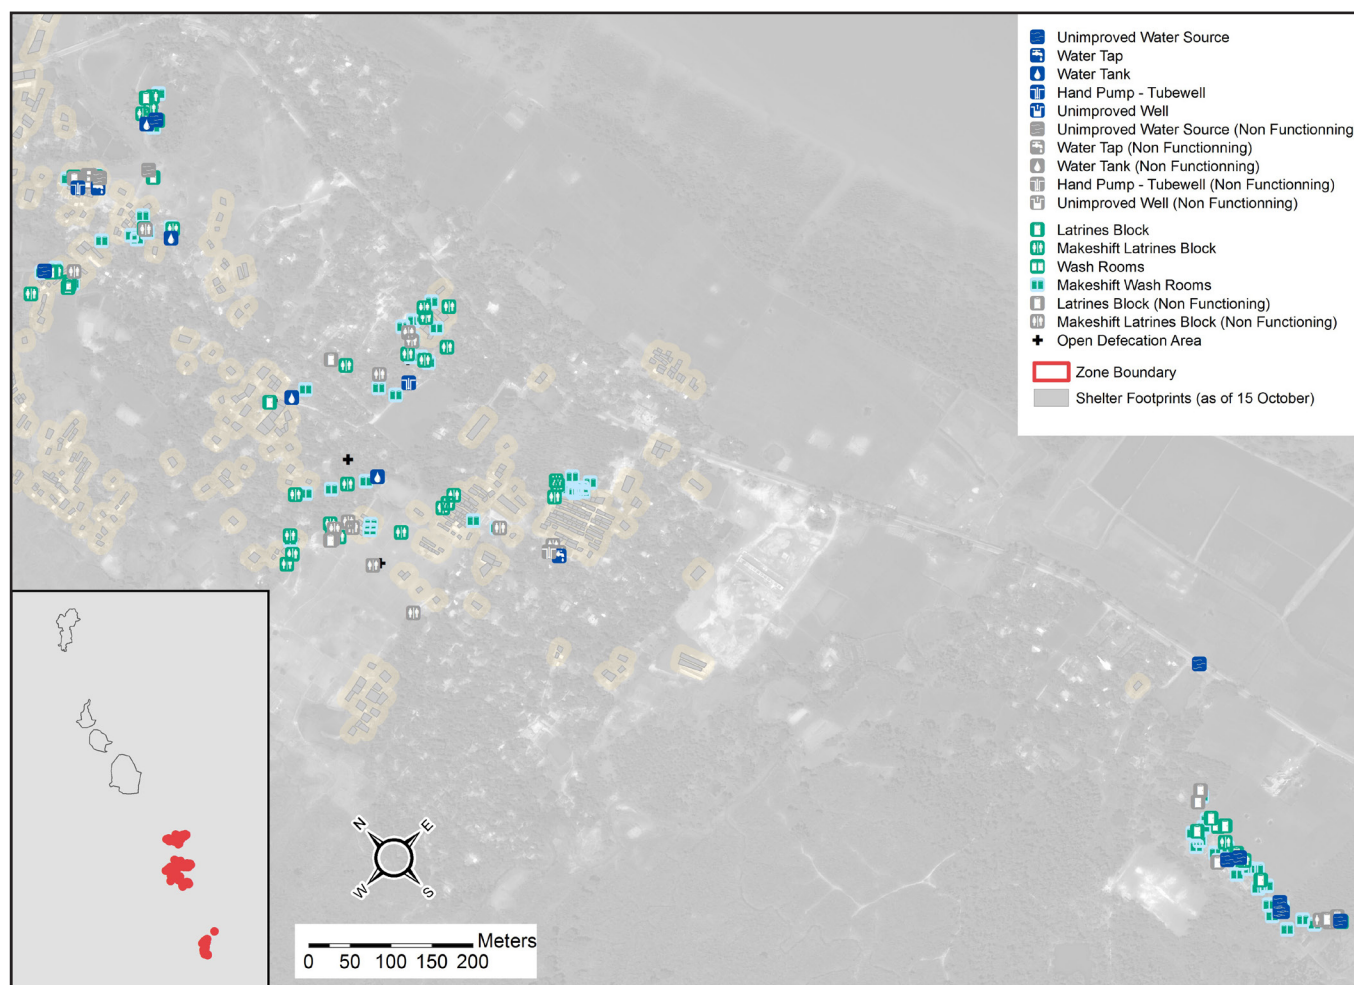 Unimproved Water Source
Water Tap
Water Tank
Hand Pump - Tubewell
Unimproved Well
Unimproved Water Source (Non Functionning
Water Tap (Non Functionning)
Water Tank (Non Functionning)
Hand Pump - Tubewell (Non Functionning)
Unimproved Well (Non Functionning)
Latrines Block
Makeshift Latrines Block
Wash Rooms
Makeshift Wash Rooms
Latrines Block (Non Functioning)
Makeshift Latrines Block (Non Functioning)
Open Defecation Area
Zone Boundary
Shelter Footprints (as of 15 October)
N E
W S
Meters
0 50 100 150 200